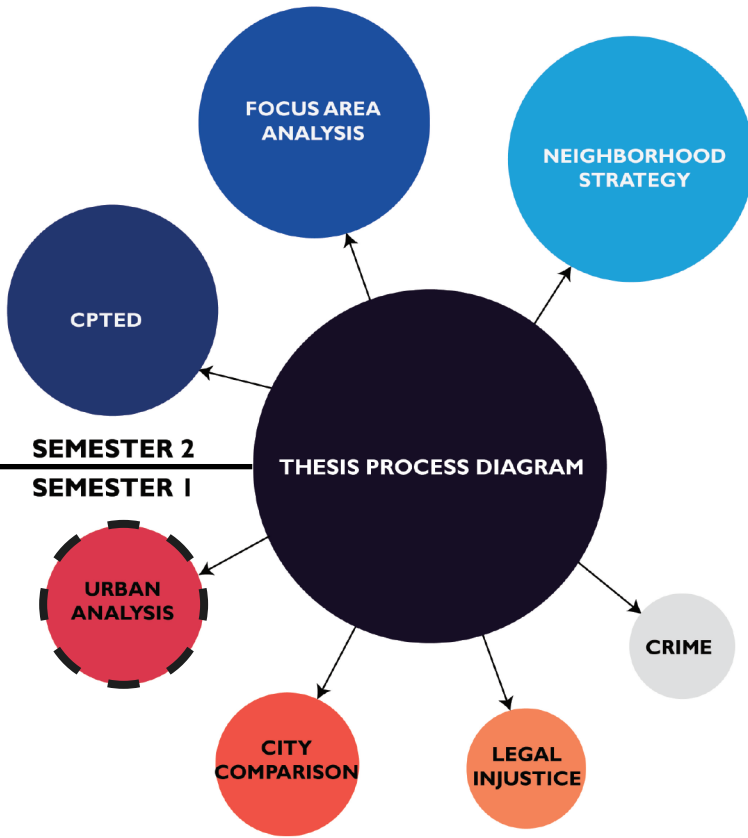 FOCUS AREA
ANALYSIS
NEIGHBORHOOD
STRATEGY
CPTED
SEMESTER 2
SEMESTER 1
THESIS PROCESS DIAGRAM
URBAN
ANALYSIS
CRIME
CITY
COMPARISON
LEGAL
INJUSTICE